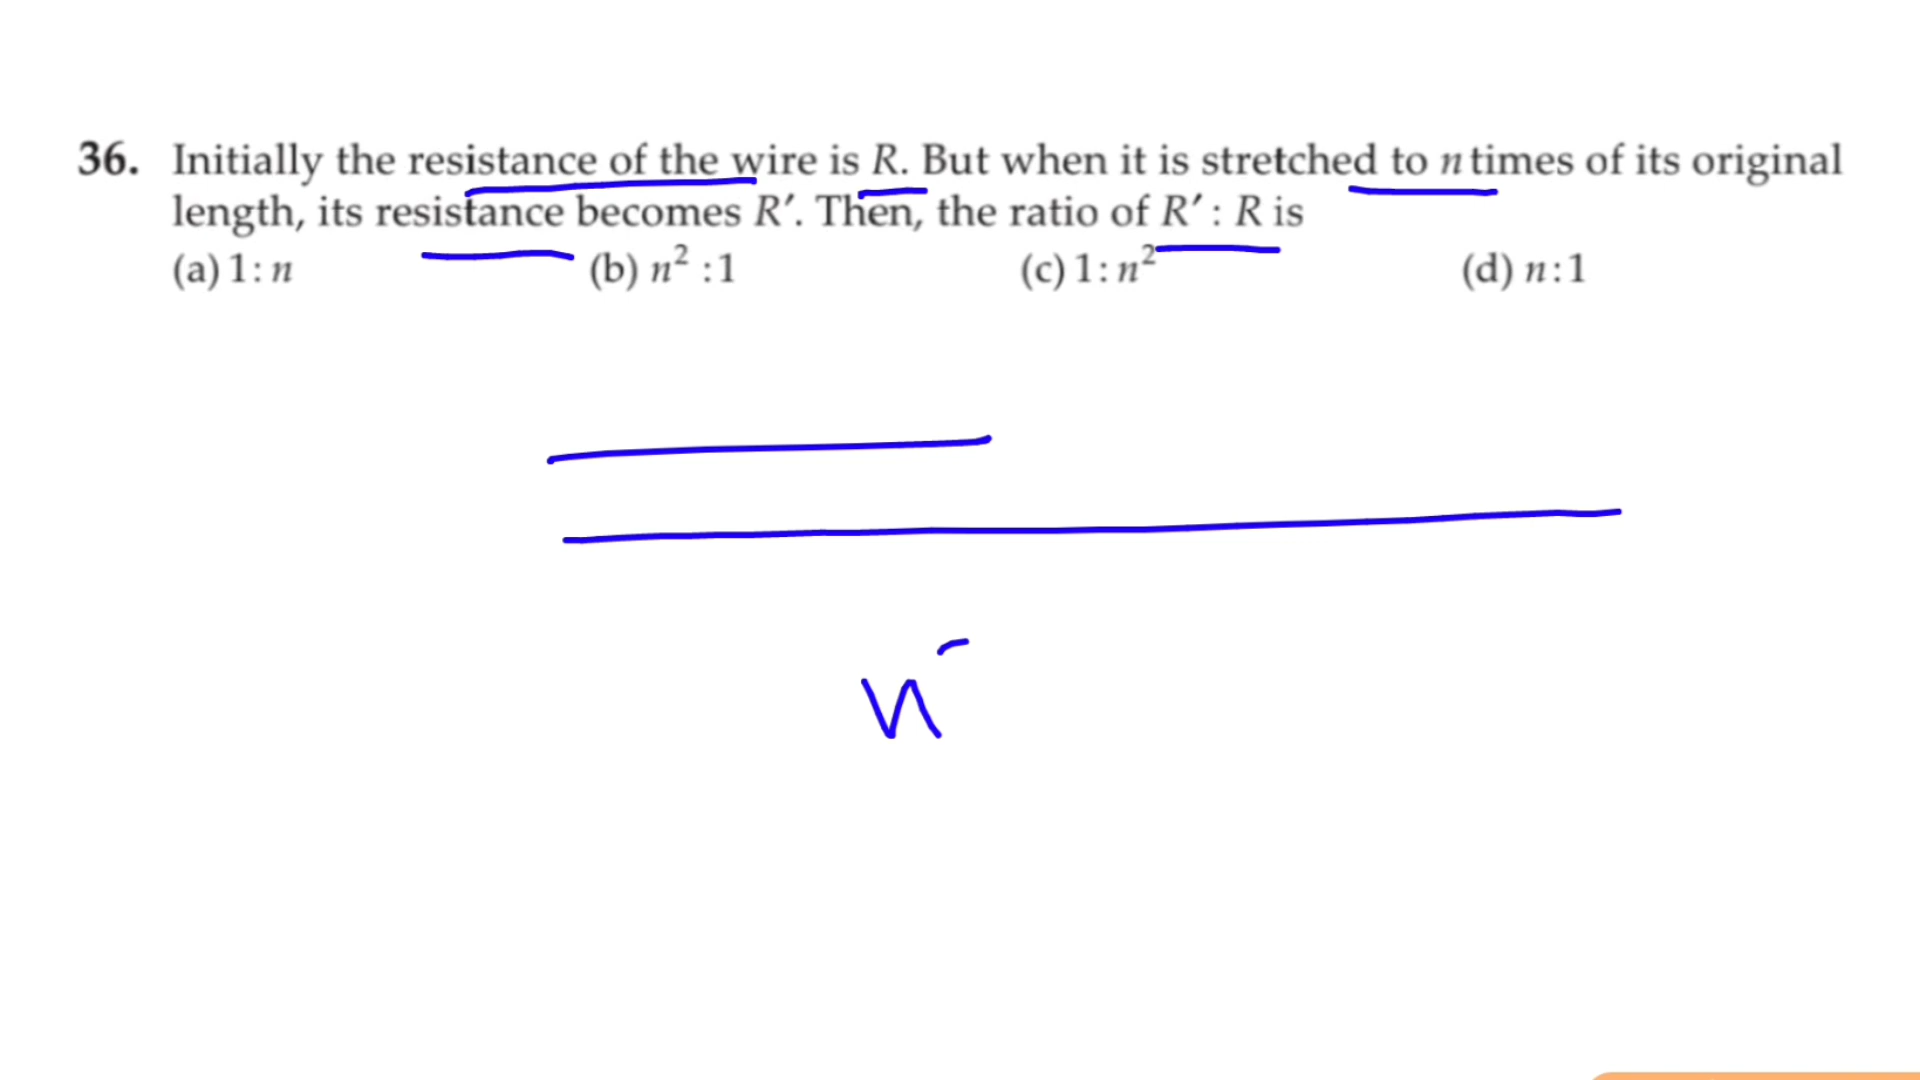 36. Initially the resistance of the wire is R. But when it is stretched to n times of its original
length, its resistance becomes R′. Then, the ratio of R′ : R is
(a) 1 : n (b) n² : 1 (c) 1 : n² (d) n : 1
n